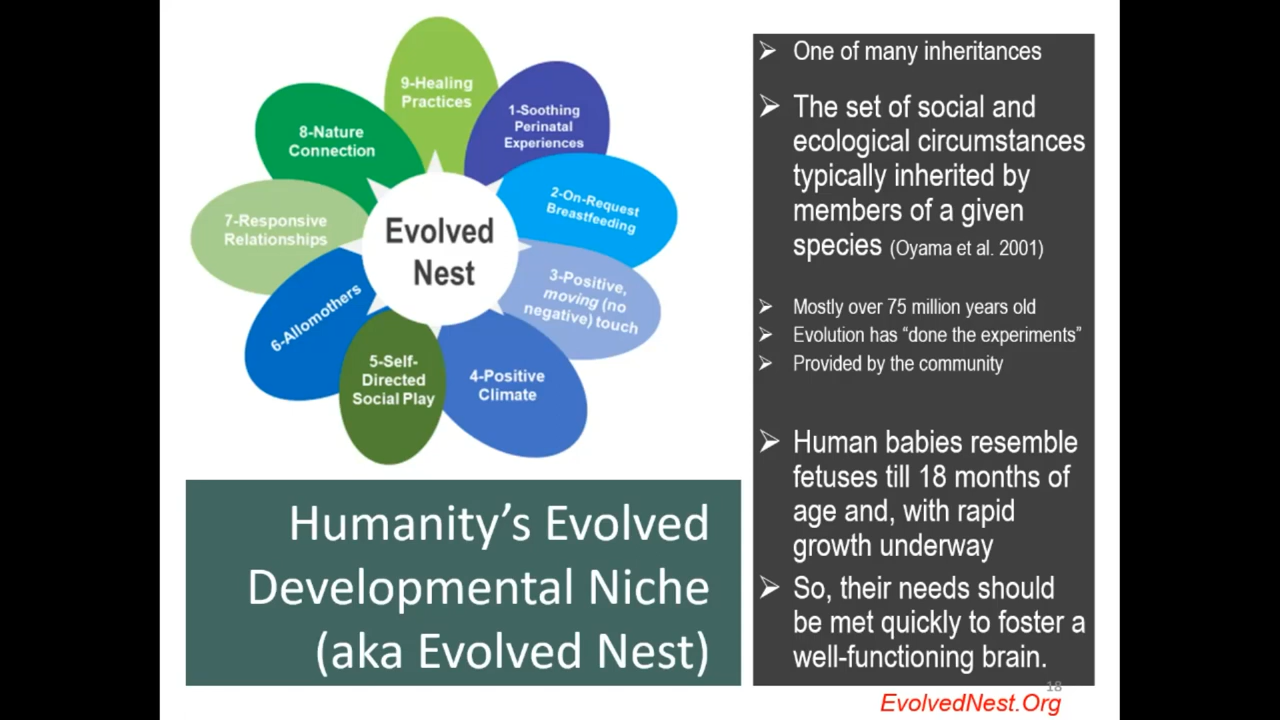 9-Healing
Practices
1-Soothing
Perinatal
Experiences
2-On-Request
Breastfeeding
3-Positive,
moving (no
negative) touch
4-Positive
Climate
5-Self-
Directed
Social Play
6-Allomothers
7-Responsive
Relationships
8-Nature
Connection
Evolved
Nest
Humanity’s Evolved
Developmental Niche
(aka Evolved Nest)
➢ One of many inheritances
➢ The set of social and
ecological circumstances
typically inherited by
members of a given
species (Oyama et al. 2001)
➢ Mostly over 75 million years old
➢ Evolution has “done the experiments”
➢ Provided by the community
➢ Human babies resemble
fetuses till 18 months of
age and, with rapid
growth underway
➢ So, their needs should
be met quickly to foster a
well-functioning brain.
18
EvolvedNest.Org